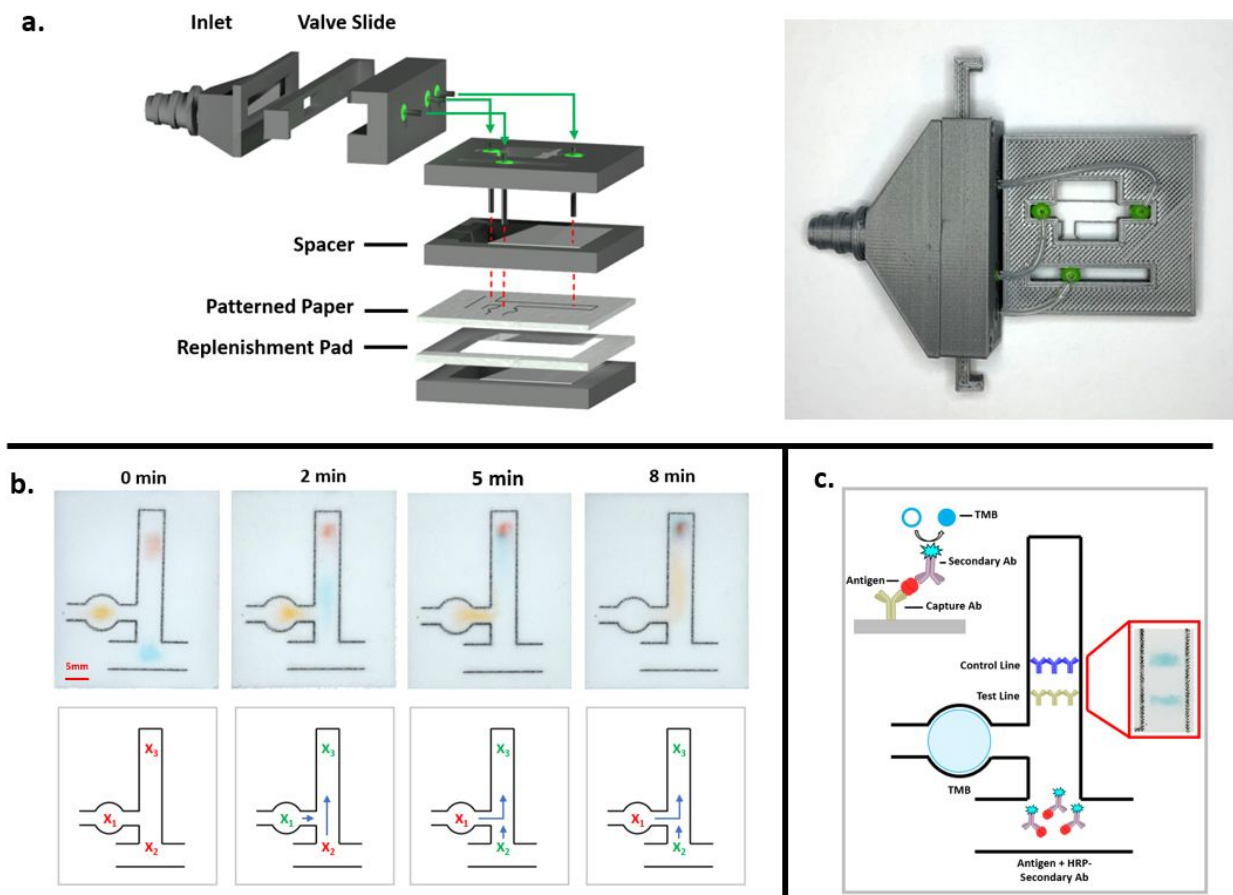 a.
Inlet
Valve Slide
Spacer
Patterned Paper
Replenishment Pad
b.
0 min
2 min
5 min
8 min
5mm
X₃
X₁
X₂
X₃
X₁
X₂
X₃
X₁
X₂
X₃
X₁
X₂
c.
TMB
Secondary Ab
Antigen
Capture Ab
Control Line
Test Line
TMB
Antigen + HRP-
Secondary Ab